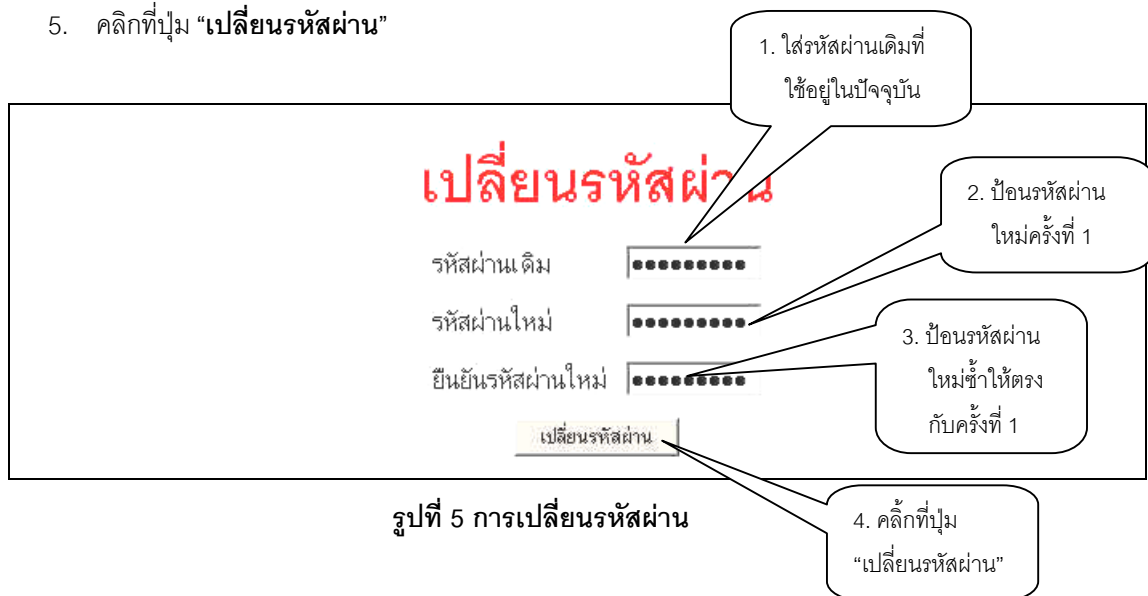 5. คลิกที่ปุ่ม “เปลี่ยนรหัสผ่าน”
1. ใส่รหัสผ่านเดิมที่
ใช้อยู่ในปัจจุบัน
เปลี่ยนรหัสผ่าน
2. ป้อนรหัสผ่าน
ใหม่ครั้งที่ 1
รหัสผ่านเดิม
รหัสผ่านใหม่
3. ป้อนรหัสผ่าน
ใหม่ซ้ำให้ตรง
กับครั้งที่ 1
ยืนยันรหัสผ่านใหม่
เปลี่ยนรหัสผ่าน
รูปที่ 5 การเปลี่ยนรหัสผ่าน
4. คลิ้กที่ปุ่ม
“เปลี่ยนรหัสผ่าน”